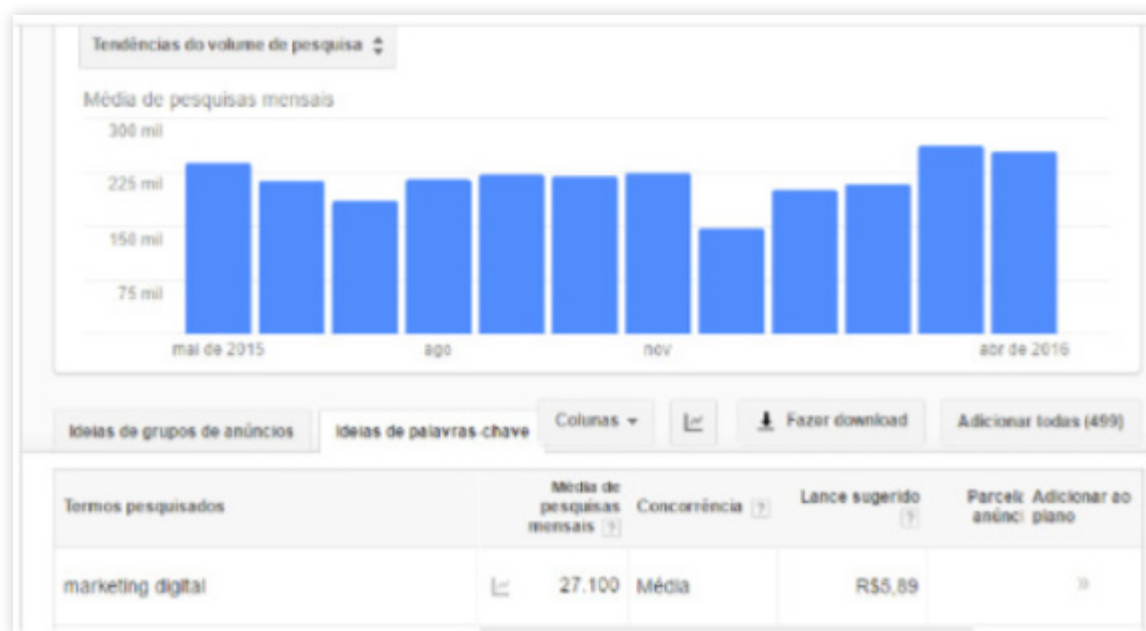 Tendências do volume de pesquisa
Média de pesquisas mensais
300 mil
225 mil
150 mil
75 mil
mai de 2015 ago nov abr de 2016
Ideias de grupos de anúncios Ideias de palavras-chave Colunas Fazer download Adicionar todas (499)
Termos pesquisados
Média de pesquisas mensais ?
Concorrência ?
Lance sugerido ?
Parcela anúnci
Adicionar ao plano
marketing digital 27.100 Média R$5,89 »